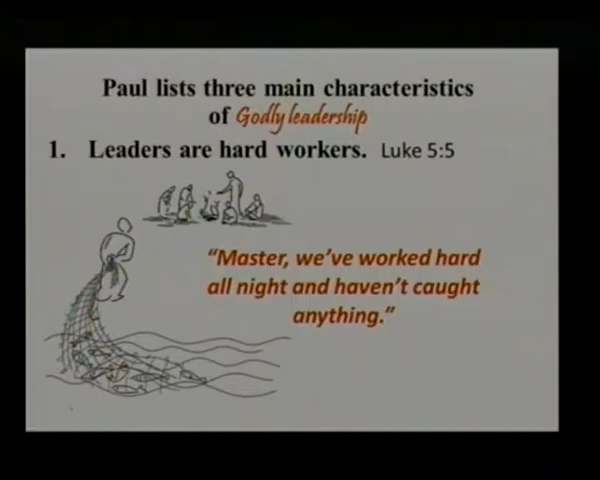 Paul lists three main characteristics
of Godly leadership
1. Leaders are hard workers. Luke 5:5
“Master, we’ve worked hard
all night and haven’t caught
anything.”